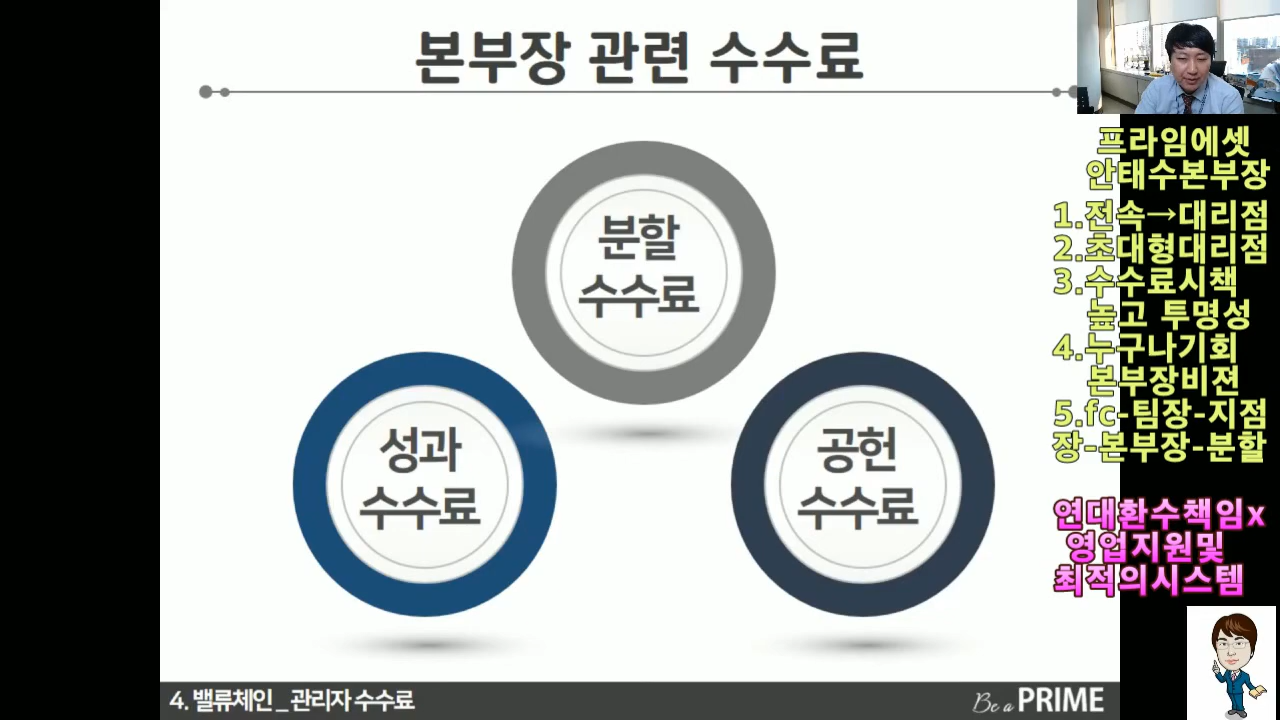 본부장 관련 수수료
분할
수수료
성과
수수료
공헌
수수료
4. 밸류체인 _ 관리자 수수료
Be a PRIME
프라임에셋
안태수본부장
1.전속→대리점
2.초대형대리점
3.수수료시책
높고 투명성
4.누구나기회
본부장비젼
5.fc-팀장-지점
장-본부장-분할
연대환수책임x
영업지원및
최적의시스템